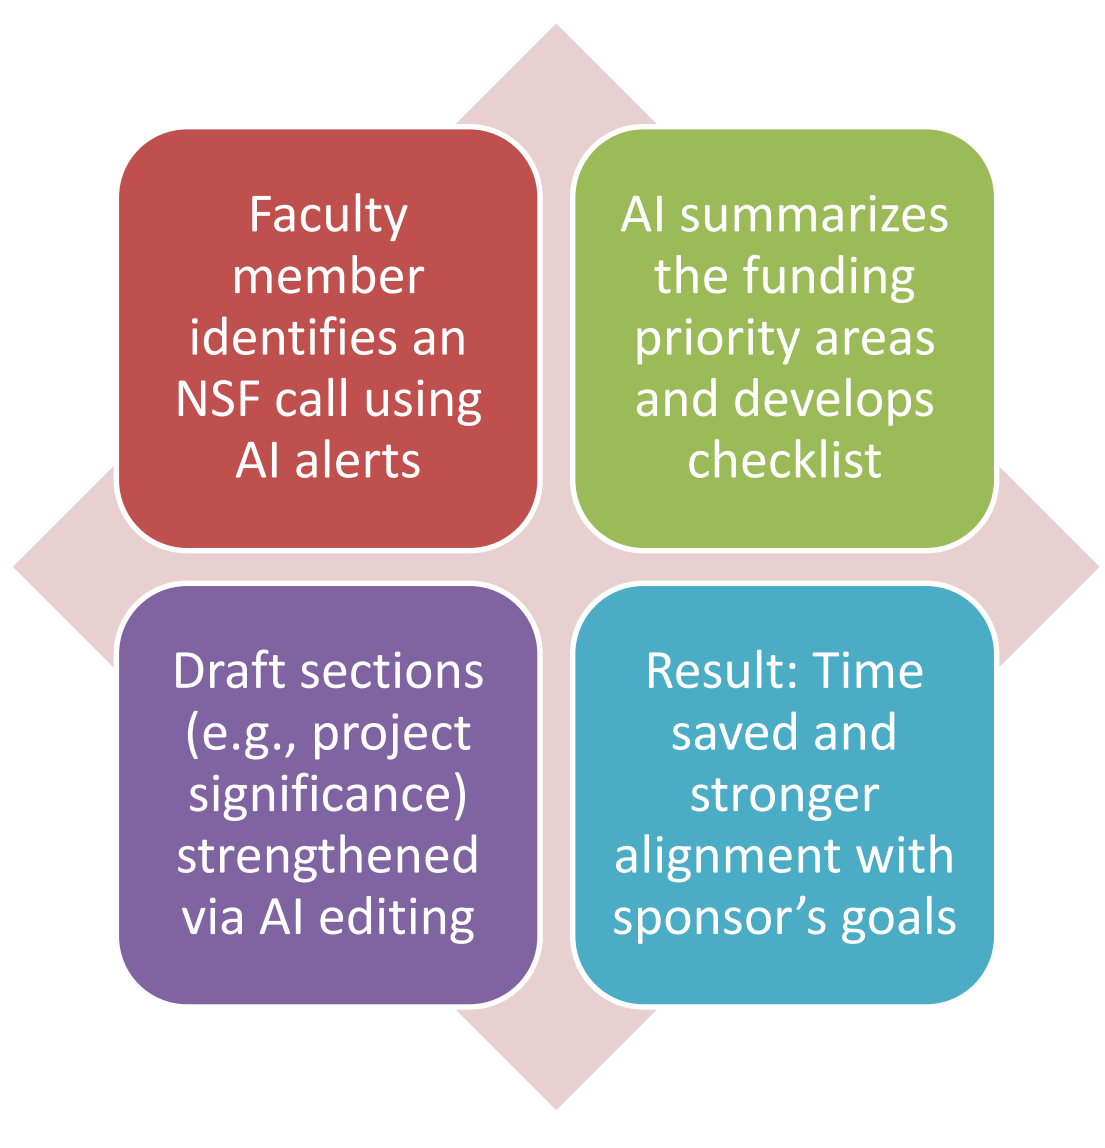 Faculty
member
identifies an
NSF call using
AI alerts
AI summarizes
the funding
priority areas
and develops
checklist
Draft sections
(e.g., project
significance)
strengthened
via AI editing
Result: Time
saved and
stronger
alignment with
sponsor’s goals